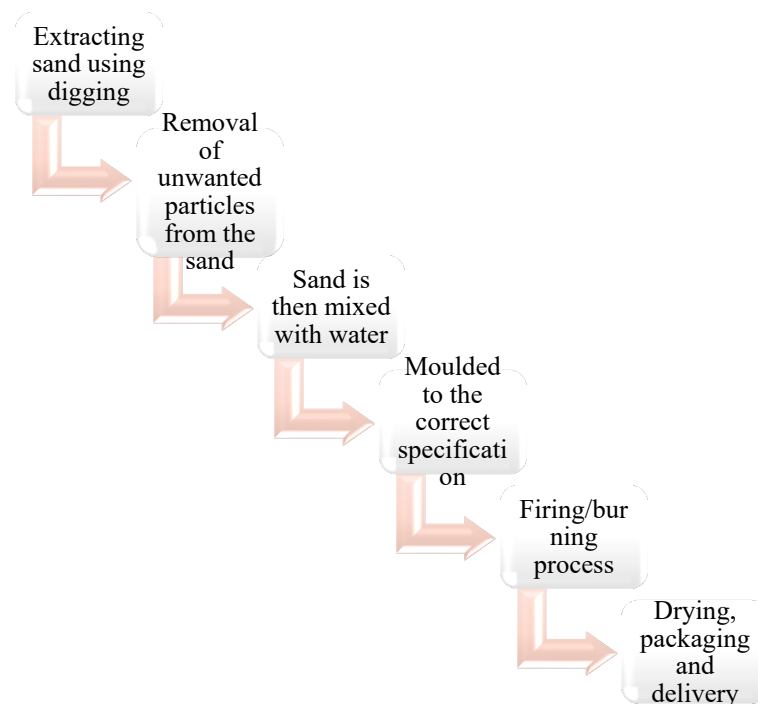 Extracting
sand using
digging
Removal
of
unwanted
particles
from the
sand
Sand is
then mixed
with water
Moulded
to the
correct
specificati
on
Firing/bur
ning
process
Drying,
packaging
and
delivery